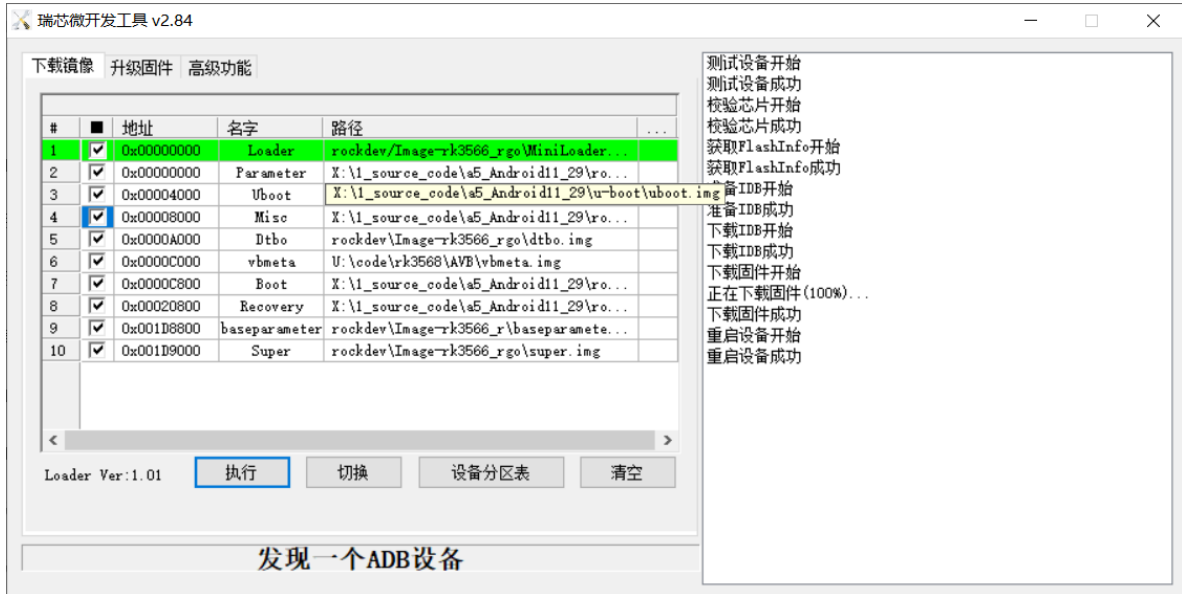 瑞芯微开发工具 v2.84
下载镜像 升级固件 高级功能
# 地址 名字 路径 ...
1 0x00000000 Loader rockdev/Image-rk3566_rgo\MiniLoader...
2 0x00000000 Parameter X:\1_source_code\a5_Android11_29\ro...
3 0x00004000 Uboot X:\1_source_code\a5_Android11_29\u-boot\uboot.img
4 0x00008000 Misc X:\1_source_code\a5_Android11_29\ro...
5 0x0000A000 Dtbo rockdev\Image-rk3566_rgo\dtbo.img
6 0x0000C000 vbmeta U:\code\rk3568\AVB\vbmeta.img
7 0x0000C800 Boot X:\1_source_code\a5_Android11_29\ro...
8 0x00020800 Recovery X:\1_source_code\a5_Android11_29\ro...
9 0x001D8800 baseparameter rockdev\Image-rk3566_r\baseparamete...
10 0x001D9000 Super rockdev\Image-rk3566_rgo\super.img
Loader Ver:1.01 执行 切换 设备分区表 清空
发现一个ADB设备
测试设备开始
测试设备成功
校验芯片开始
校验芯片成功
获取FlashInfo开始
获取FlashInfo成功
备IDB开始
准备IDB成功
下载IDB开始
下载IDB成功
下载固件开始
正在下载固件(100%)...
下载固件成功
重启设备开始
重启设备成功